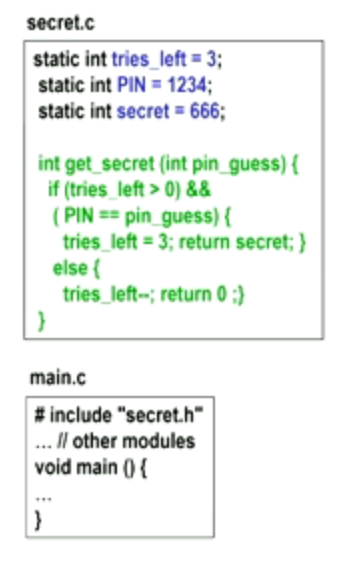 secret.c
static int tries_left = 3;
static int PIN = 1234;
static int secret = 666;
int get_secret (int pin_guess) {
if (tries_left > 0) &&
( PIN == pin_guess) {
tries_left = 3; return secret; }
else {
tries_left--; return 0 ;}
}
main.c
# include "secret.h"
... // other modules
void main () {
...
}